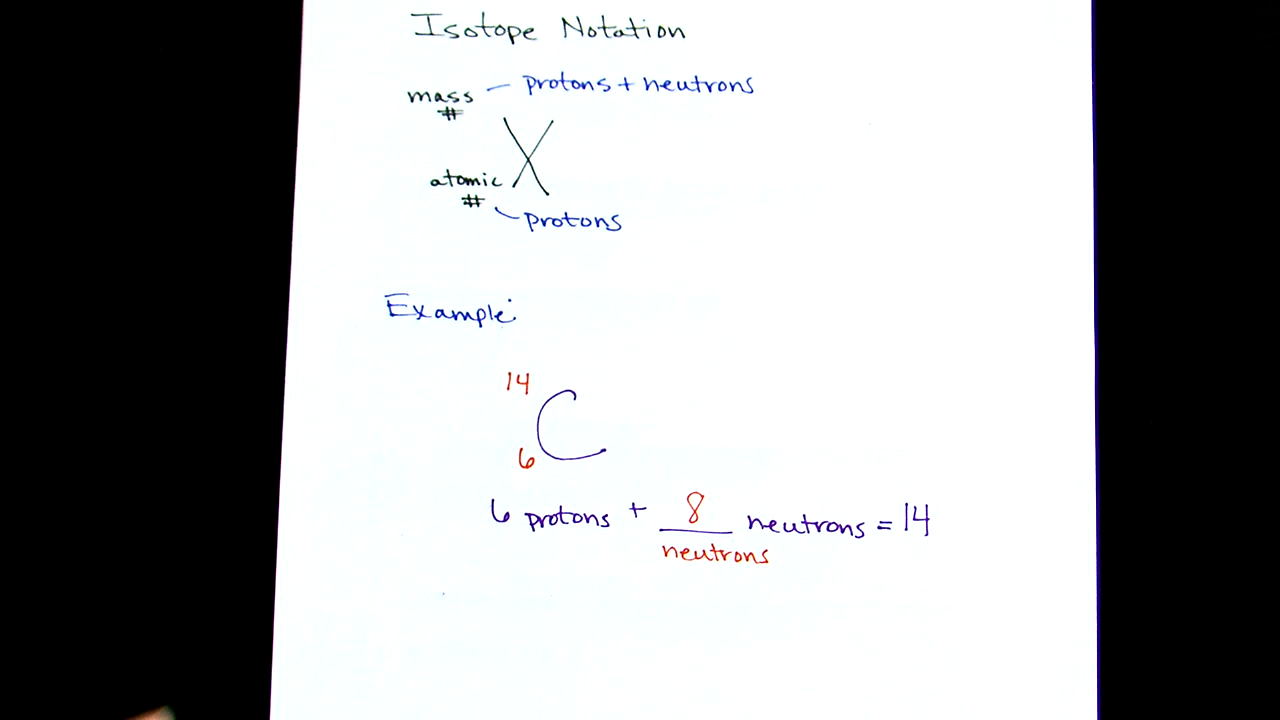 Isotope Notation
mass — protons + neutrons
#
X
atomic
#
protons
Example:
14
C
6
6 protons + 8 neutrons = 14
neutrons